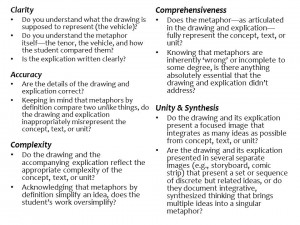 Clarity
• Do you understand what the drawing is
supposed to represent (the vehicle)?
• Do you understand the metaphor
itself—the tenor, the vehicle, and how
the student compared them?
• Is the explication written clearly?
Accuracy
• Are the details of the drawing and
explication correct?
• Keeping in mind that metaphors by
definition compare two unlike things, do
the drawing and explication
inappropriately misrepresent the
concept, text, or unit?
Complexity
• Do the drawing and the
accompanying explication reflect the
appropriate complexity of the
concept, text, or unit?
• Acknowledging that metaphors by
definition simplify an idea, does the
student's work oversimplify?
Comprehensiveness
• Does the metaphor—as articulated
in the drawing and explication—
fully represent the concept, text, or
unit?
• Knowing that metaphors are
inherently 'wrong' or incomplete to
some degree, is there anything
absolutely essential that the
drawing and explication didn't
address?
Unity & Synthesis
• Do the drawing and its explication
present a focused image that
integrates as many ideas as possible
from concept, text, or unit?
• Are the drawing and its explication
presented in several separate
images (e.g., storyboard, comic
strip) that present a set or sequence
of discrete but related ideas, or do
they document integrative,
synthesized thinking that brings
multiple ideas into a singular
metaphor?